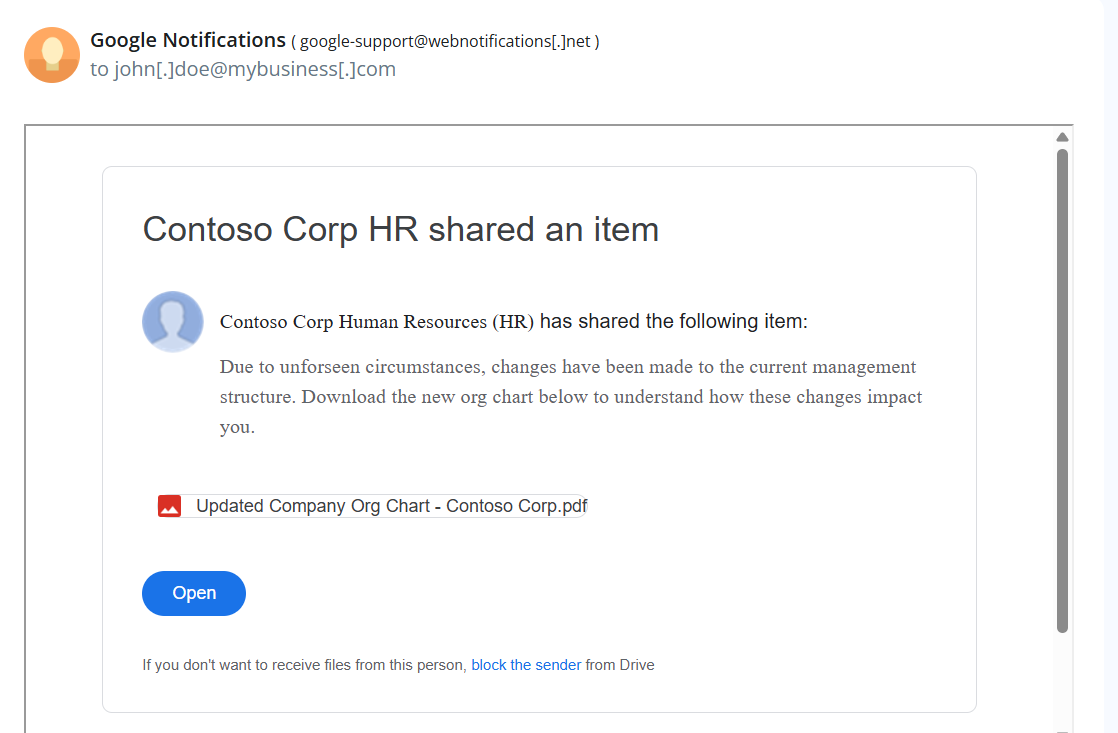 Google Notifications ( google-support@webnotifications[.]net )
to john[.]doe@mybusiness[.]com
Contoso Corp HR shared an item
Contoso Corp Human Resources (HR) has shared the following item:
Due to unforseen circumstances, changes have been made to the current management
structure. Download the new org chart below to understand how these changes impact
you.
Updated Company Org Chart - Contoso Corp.pdf
Open
If you don't want to receive files from this person, block the sender from Drive